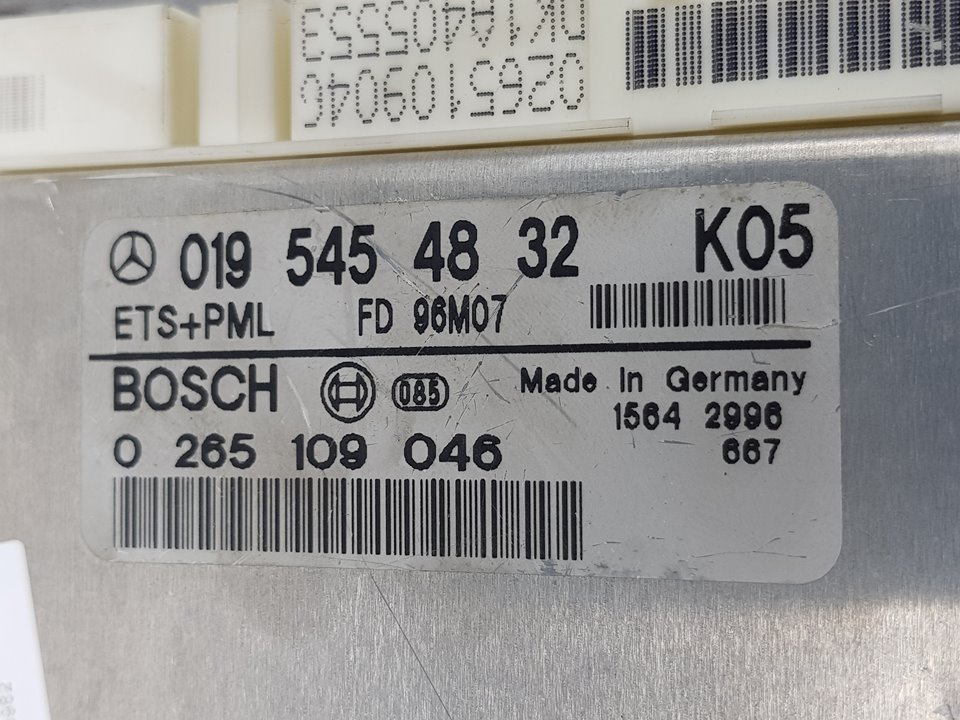 DK1A405553
0265109046
019 545 48 32 K05
ETS+PML FD 96M07
BOSCH 085 Made in Germany
1564 2996
0 265 109 046 667